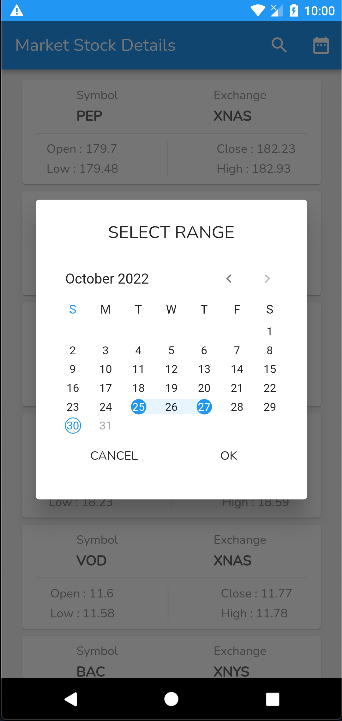 10:00
Market Stock Details
Symbol Exchange
PEP XNAS
Open : 179.7 Close : 182.23
Low : 179.48 High : 182.93
SELECT RANGE
October 2022
S M T W T F S
1
2 3 4 5 6 7 8
9 10 11 12 13 14 15
16 17 18 19 20 21 22
23 24 25 26 27 28 29
30 31
CANCEL OK
Low : 18.23 High : 18.59
Symbol Exchange
VOD XNAS
Open : 11.6 Close : 11.77
Low : 11.58 High : 11.78
Symbol Exchange
BAC XNYS